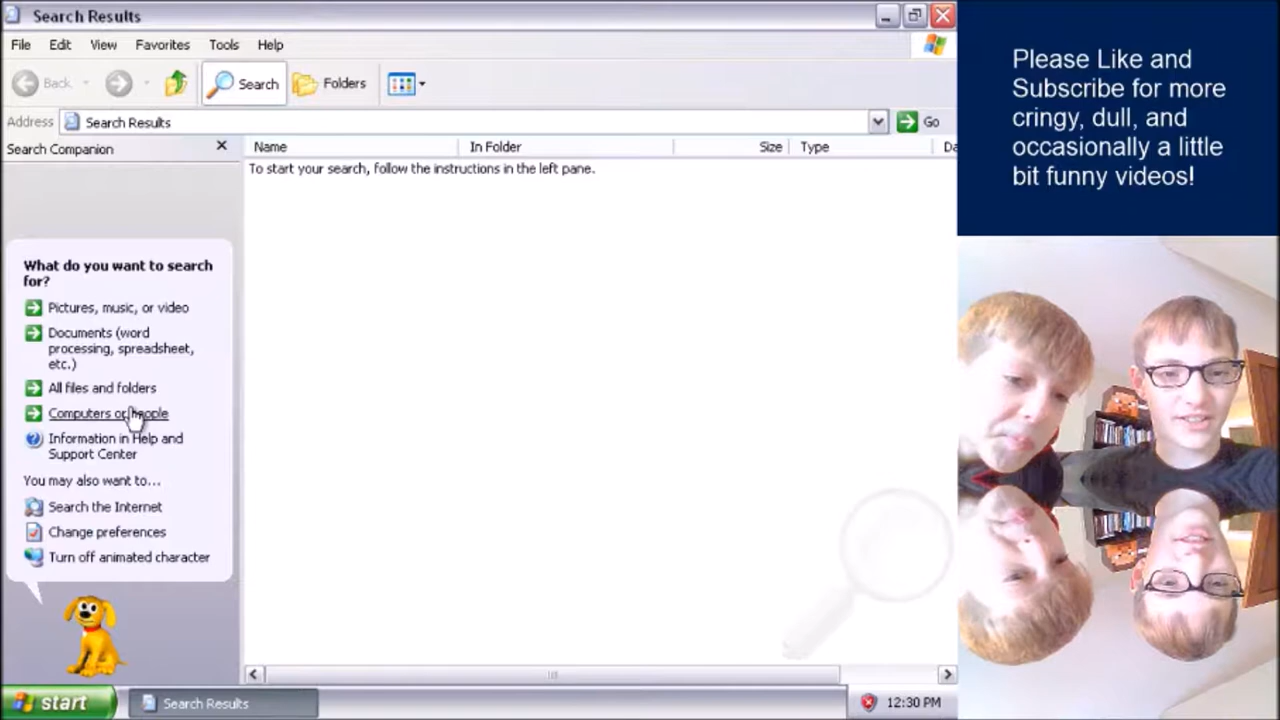 Search Results
File Edit View Favorites Tools Help
Back Search Folders
Address Search Results Go
Search Companion
Name In Folder Size Type Da
To start your search, follow the instructions in the left pane.
What do you want to search
for?
Pictures, music, or video
Documents (word
processing, spreadsheet,
etc.)
All files and folders
Computers or people
Information in Help and
Support Center
You may also want to...
Search the Internet
Change preferences
Turn off animated character
start Search Results 12:30 PM
Please Like and
Subscribe for more
cringy, dull, and
occasionally a little
bit funny videos!